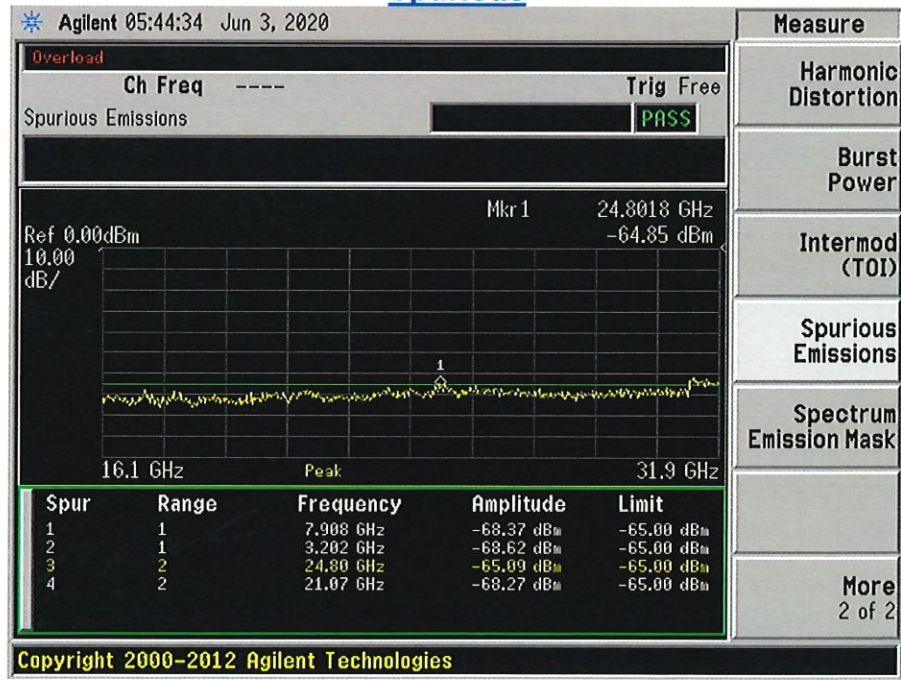 Agilent 05:44:34 Jun 3, 2020
Measure
Overload
Ch Freq ----
Trig Free
Spurious Emissions
PASS
Mkr1 24.8018 GHz
Ref 0.00dBm
-64.85 dBm
10.00
dB/
1
16.1 GHz
Peak
31.9 GHz
Spur Range Frequency Amplitude Limit
1 1 7.908 GHz -68.37 dBm -65.00 dBm
2 1 3.202 GHz -68.62 dBm -65.00 dBm
3 2 24.80 GHz -65.09 dBm -65.00 dBm
4 2 21.07 GHz -68.27 dBm -65.00 dBm
Harmonic
Distortion
Burst
Power
Intermod
(TOI)
Spurious
Emissions
Spectrum
Emission Mask
More
2 of 2
Copyright 2000-2012 Agilent Technologies